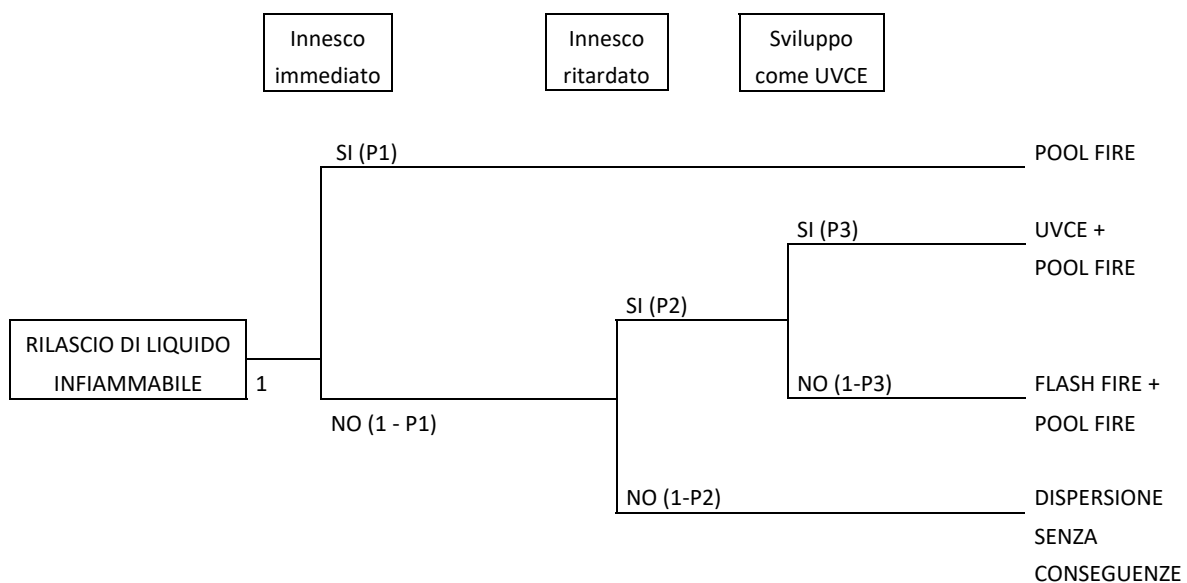 Innesco
immediato
Innesco
ritardato
Sviluppo
come UVCE
SI (P1)
POOL FIRE
SI (P3)
UVCE +
POOL FIRE
SI (P2)
RILASCIO DI LIQUIDO
INFIAMMABILE
1
NO (1-P3)
FLASH FIRE +
POOL FIRE
NO (1 - P1)
NO (1-P2)
DISPERSIONE
SENZA
CONSEGUENZE